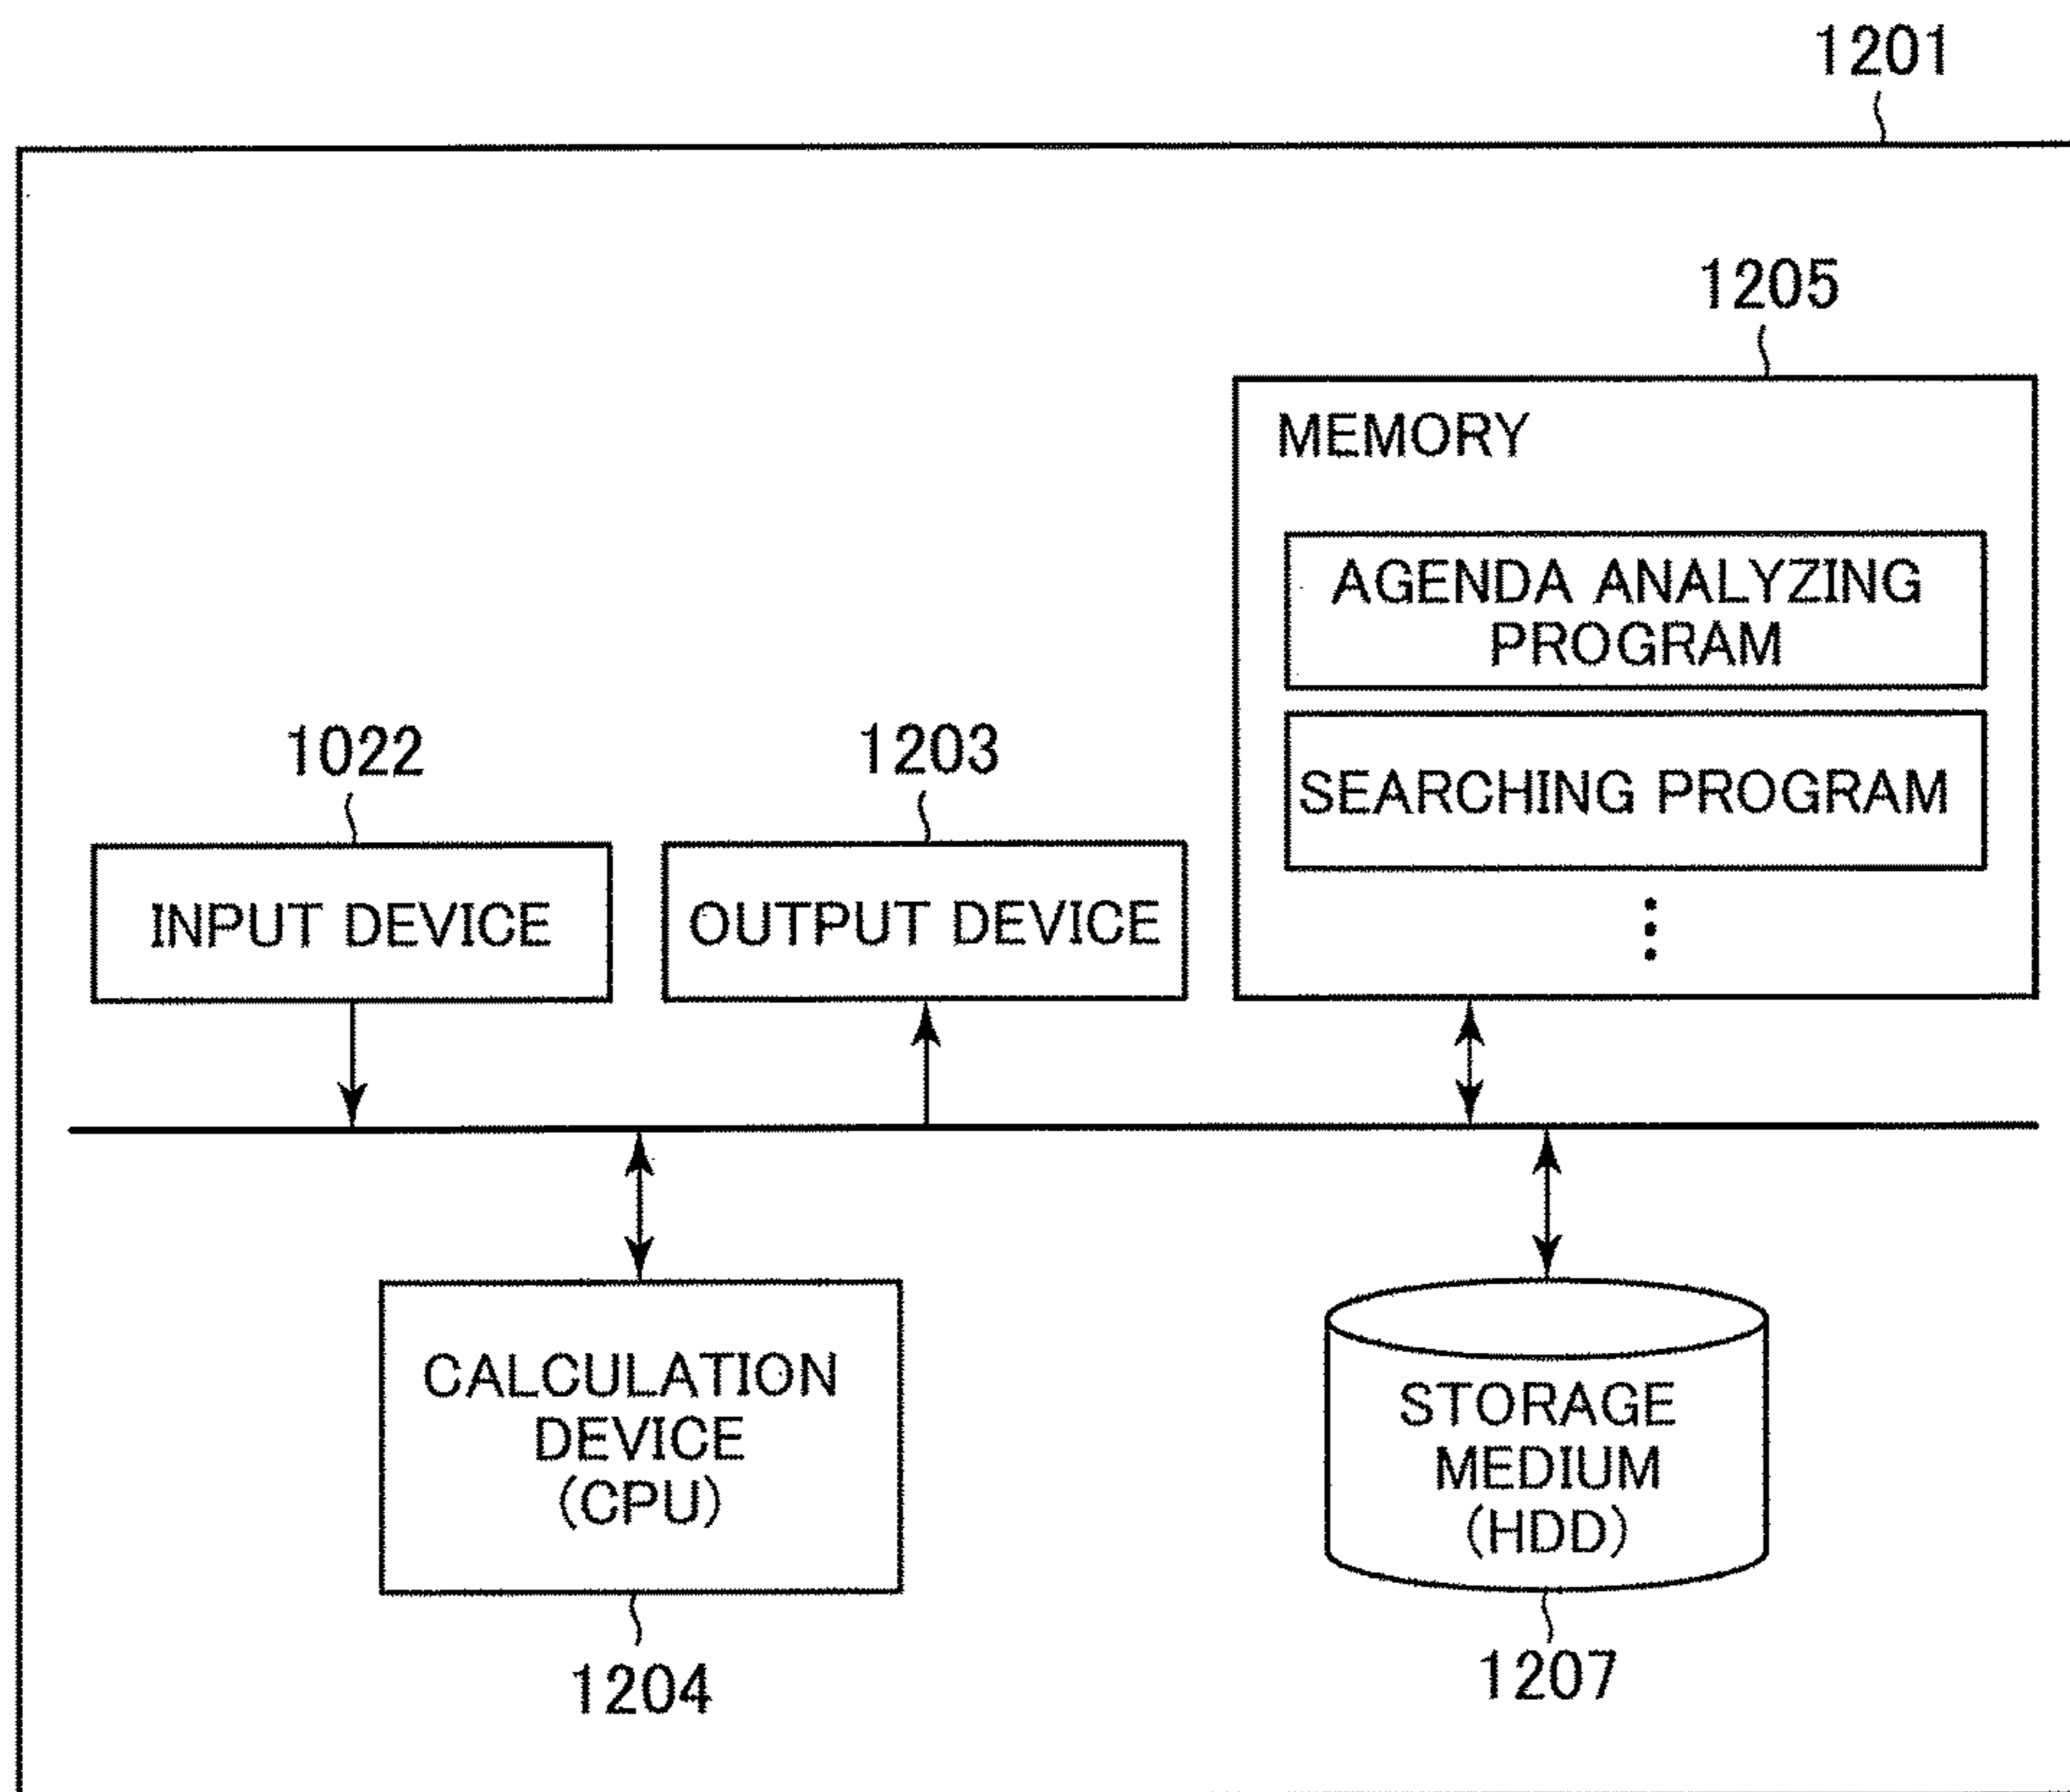 1201
1205
MEMORY
AGENDA ANALYZING
PROGRAM
1022
1203
SEARCHING PROGRAM
INPUT DEVICE
OUTPUT DEVICE
CALCULATION
DEVICE
(CPU)
STORAGE
MEDIUM
(HDD)
1204
1207